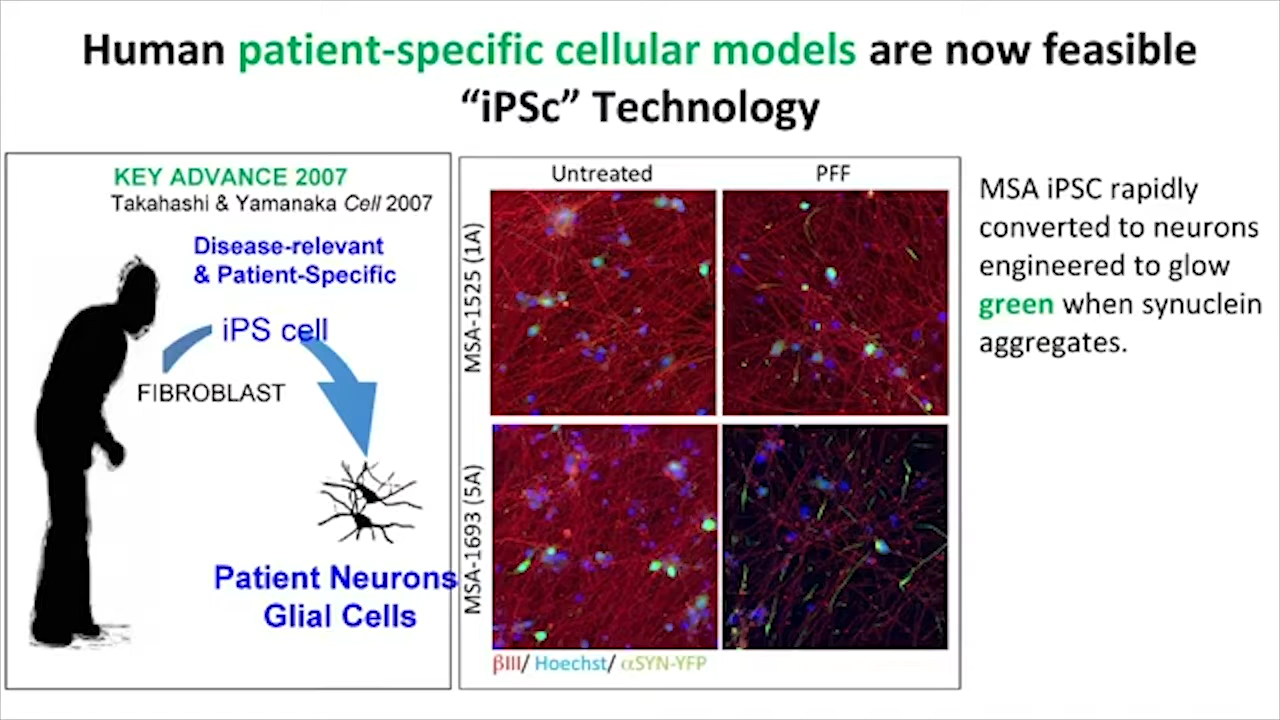 Human patient-specific cellular models are now feasible
“iPSc” Technology
KEY ADVANCE 2007
Takahashi & Yamanaka Cell 2007
Disease-relevant
& Patient-Specific
iPS cell
FIBROBLAST
Patient Neurons
Glial Cells
Untreated
PFF
MSA-1525 (1A)
MSA-1693 (5A)
βIII/ Hoechst/ αSYN-YFP
MSA iPSC rapidly
converted to neurons
engineered to glow
green when synuclein
aggregates.